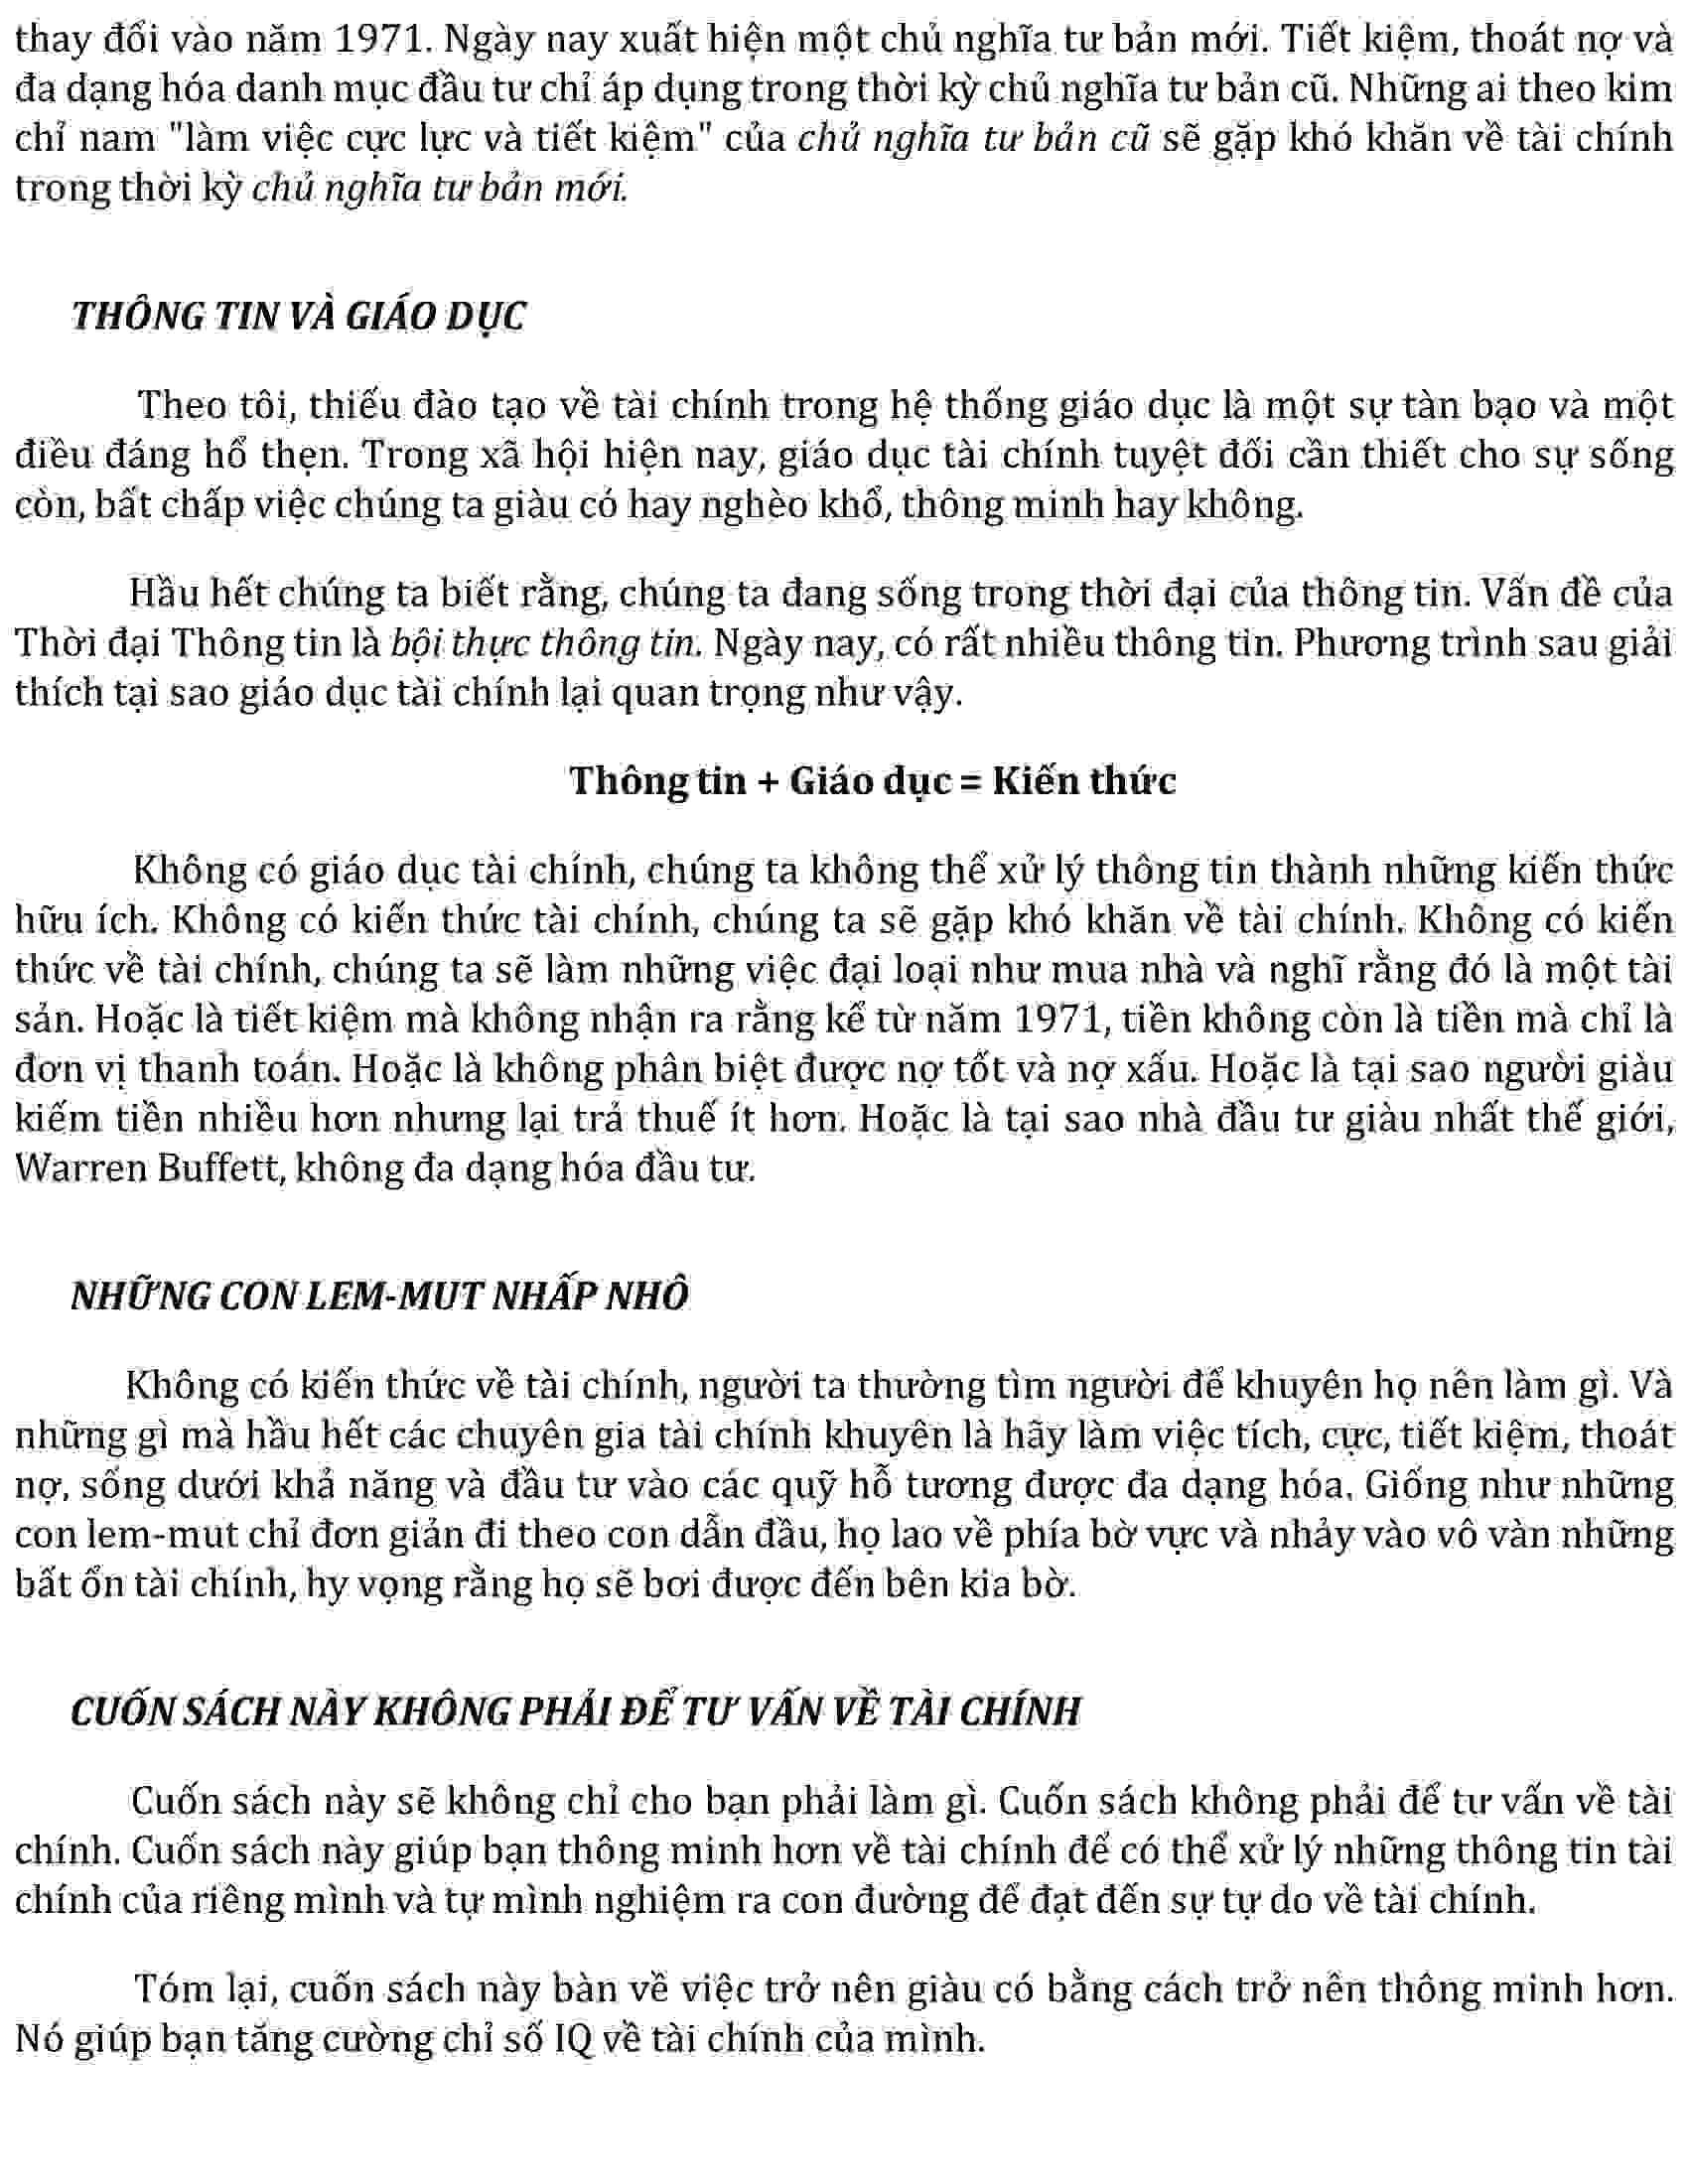 thay đổi vào năm 1971. Ngày nay xuất hiện một chủ nghĩa tư bản mới. Tiết kiệm, thoát nợ và
đa dạng hóa danh mục đầu tư chỉ áp dụng trong thời kỳ chủ nghĩa tư bản cũ. Những ai theo kim
chỉ nam "làm việc cực lực và tiết kiệm" của chủ nghĩa tư bản cũ sẽ gặp khó khăn về tài chính
trong thời kỳ chủ nghĩa tư bản mới.
THÔNG TIN VÀ GIÁO DỤC
Theo tôi, thiếu đào tạo về tài chính trong hệ thống giáo dục là một sự tàn bạo và một
điều đáng hổ thẹn. Trong xã hội hiện nay, giáo dục tài chính tuyệt đối cần thiết cho sự sống
còn, bất chấp việc chúng ta giàu có hay nghèo khổ, thông minh hay không.
Hầu hết chúng ta biết rằng, chúng ta đang sống trong thời đại của thông tin. Vấn đề của
Thời đại Thông tin là bội thực thông tin. Ngày nay, có rất nhiều thông tin. Phương trình sau giải
thích tại sao giáo dục tài chính lại quan trọng như vậy.
Thông tin + Giáo dục = Kiến thức
Không có giáo dục tài chính, chúng ta không thể xử lý thông tin thành những kiến thức
hữu ích. Không có kiến thức tài chính, chúng ta sẽ gặp khó khăn về tài chính. Không có kiến
thức về tài chính, chúng ta sẽ làm những việc đại loại như mua nhà và nghĩ rằng đó là một tài
sản. Hoặc là tiết kiệm mà không nhận ra rằng kể từ năm 1971, tiền không còn là tiền mà chỉ là
đơn vị thanh toán. Hoặc là không phân biệt được nợ tốt và nợ xấu. Hoặc là tại sao người giàu
kiếm tiền nhiều hơn nhưng lại trả thuế ít hơn. Hoặc là tại sao nhà đầu tư giàu nhất thế giới,
Warren Buffett, không đa dạng hóa đầu tư.
NHỮNG CON LEM-MUT NHẤP NHÔ
Không có kiến thức về tài chính, người ta thường tìm người để khuyên họ nên làm gì. Và
những gì mà hầu hết các chuyên gia tài chính khuyên là hãy làm việc tích, cực, tiết kiệm, thoát
nợ, sống dưới khả năng và đầu tư vào các quỹ hỗ tương được đa dạng hóa. Giống như những
con lem-mut chỉ đơn giản đi theo con dẫn đầu, họ lao về phía bờ vực và nhảy vào vô vàn những
bất ổn tài chính, hy vọng rằng họ sẽ bơi được đến bên kia bờ.
CUỐN SÁCH NÀY KHÔNG PHẢI ĐỂ TƯ VẤN VỀ TÀI CHÍNH
Cuốn sách này sẽ không chỉ cho bạn phải làm gì. Cuốn sách không phải để tư vấn về tài
chính. Cuốn sách này giúp bạn thông minh hơn về tài chính để có thể xử lý những thông tin tài
chính của riêng mình và tự mình nghiệm ra con đường để đạt đến sự tự do về tài chính.
Tóm lại, cuốn sách này bàn về việc trở nên giàu có bằng cách trở nên thông minh hơn.
Nó giúp bạn tăng cường chỉ số IQ về tài chính của mình.